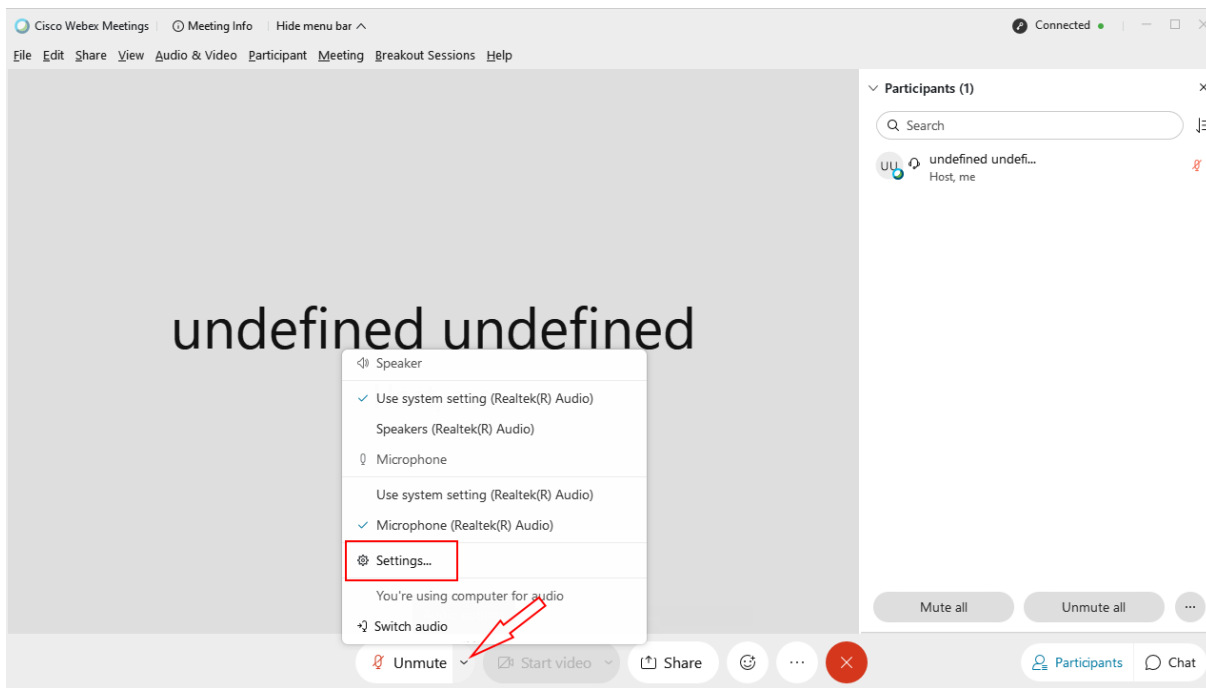 Cisco Webex Meetings Meeting Info Hide menu bar Connected
File Edit Share View Audio & Video Participant Meeting Breakout Sessions Help
Participants (1)
Search
UU undefined undefi...
Host, me
undefined undefined
Speaker
Use system setting (Realtek(R) Audio)
Speakers (Realtek(R) Audio)
Microphone
Use system setting (Realtek(R) Audio)
Microphone (Realtek(R) Audio)
Settings...
You're using computer for audio
Switch audio
Mute all Unmute all ...
Unmute Start video Share ... Participants Chat